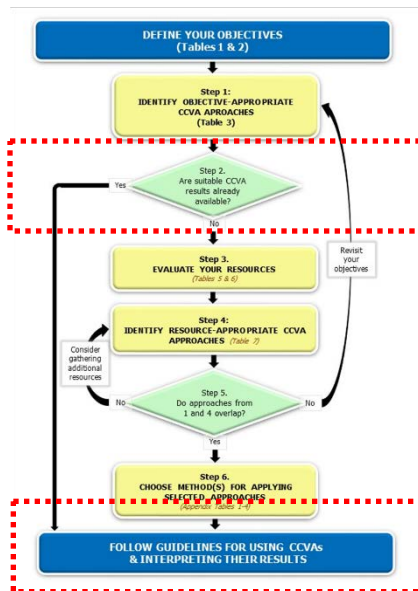 DEFINE YOUR OBJECTIVES
(Tables 1 & 2)
Step 1:
IDENTIFY OBJECTIVE-APPROPRIATE
CCVA APROACHES
(Table 3)
Step 2.
Are suitable CCVA
results already
available?
Yes
No
Step 3.
EVALUATE YOUR RESOURCES
(Tables 5 & 6)
Revisit
your
objectives
Step 4:
IDENTIFY RESOURCE-APPROPRIATE CCVA
APPROACHES (Table 7)
Consider
gathering
additional
resources
Step 5.
Do approaches from
1 and 4 overlap?
No
No
Yes
Step 6.
CHOOSE METHOD(S) FOR APPLYING
SELECTED APPROACHES
(Appendix Tables 1-4)
FOLLOW GUIDELINES FOR USING CCVAs
& INTERPRETING THEIR RESULTS